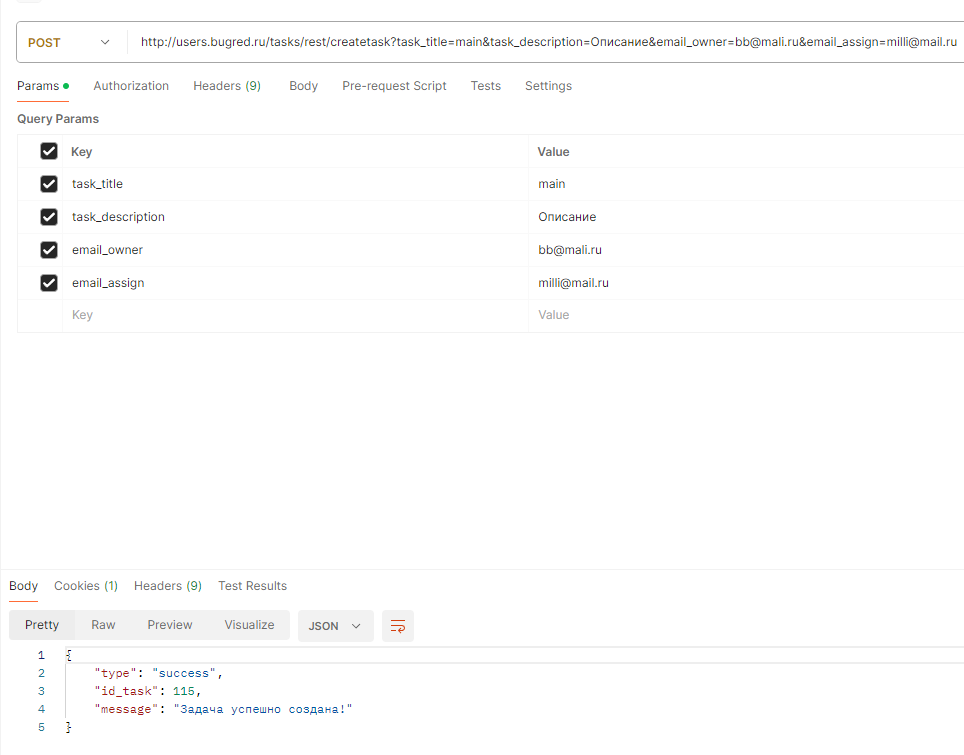 POST http://users.bugred.ru/tasks/rest/createtask?task_title=main&task_description=Описание&email_owner=bb@mali.ru&email_assign=milli@mail.ru
Params Authorization Headers (9) Body Pre-request Script Tests Settings
Query Params
Key Value
task_title main
task_description Описание
email_owner bb@mali.ru
email_assign milli@mail.ru
Key Value
Body Cookies (1) Headers (9) Test Results
Pretty Raw Preview Visualize JSON
1 {
2 "type": "success",
3 "id_task": 115,
4 "message": "Задача успешно создана!"
5 }